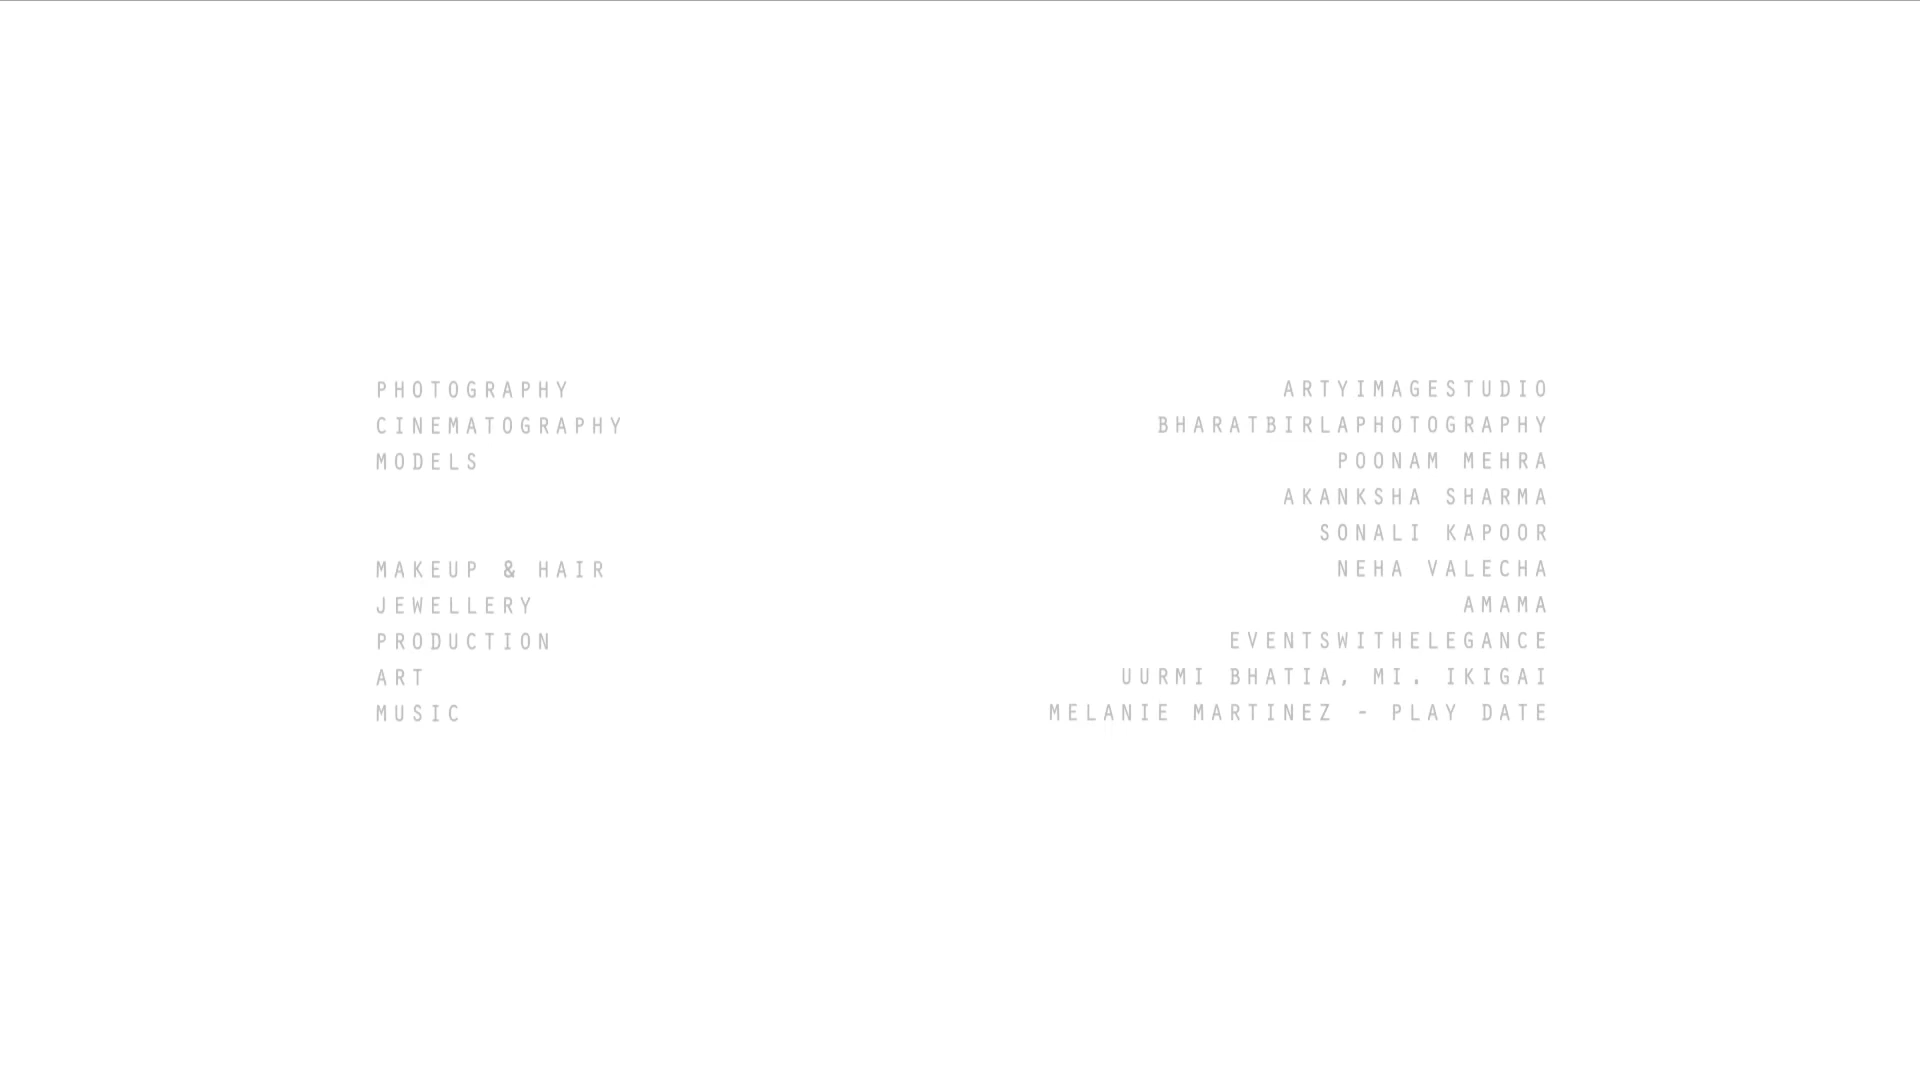 PHOTOGRAPHY ARTYIMAGESTUDIO
CINEMATOGRAPHY BHARATBIRLAPHOTOGRAPHY
MODELS POONAM MEHRA
AKANKSHA SHARMA
SONALI KAPOOR
MAKEUP & HAIR NEHA VALECHA
JEWELLERY AMAMA
PRODUCTION EVENTSWITHELEGANCE
ART UURMI BHATIA, MI. IKIGAI
MUSIC MELANIE MARTINEZ - PLAY DATE